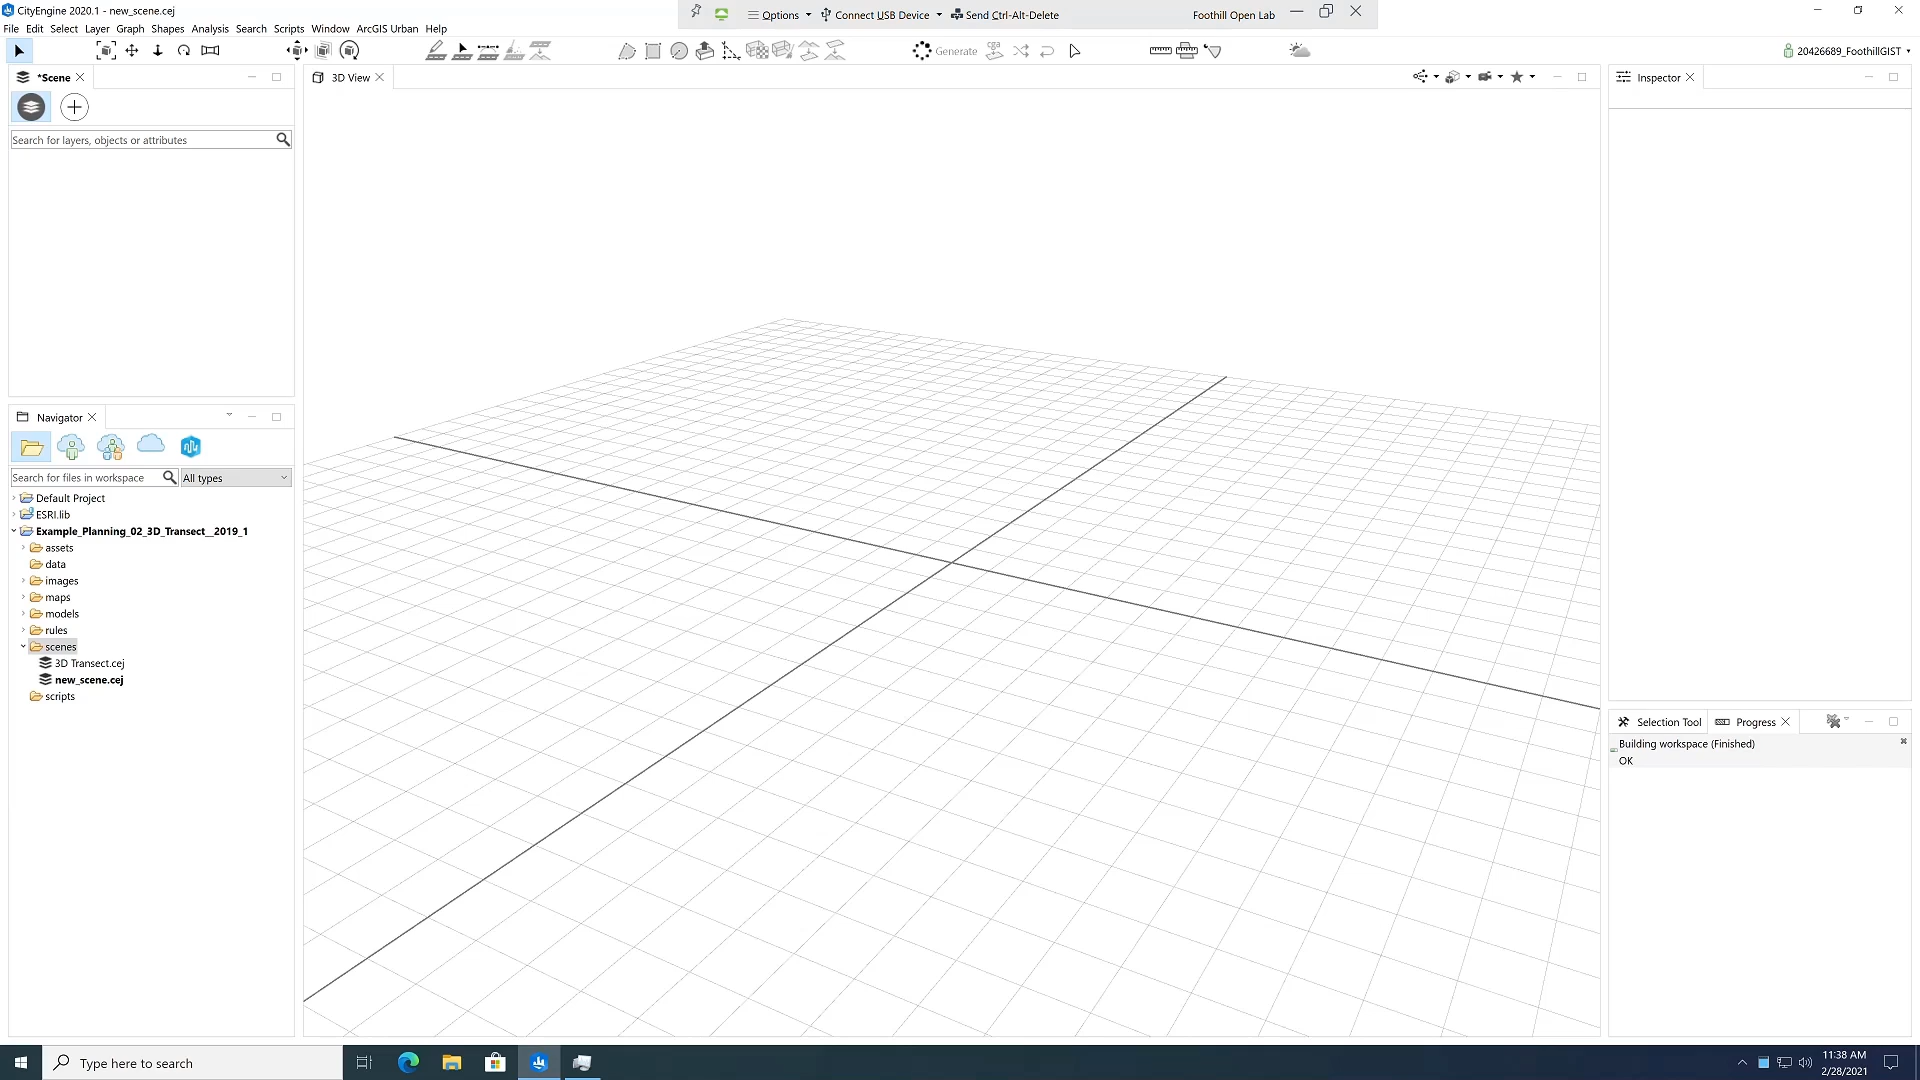 CityEngine 2020.1 - new_scene.cej
Options
Connect USB Device
Send Ctrl-Alt-Delete
Foothill Open Lab
File Edit Select Layer Graph Shapes Analysis Search Scripts Window ArcGIS Urban Help
Generate
20426689_FoothillGIST
*Scene
3D View
Inspector
Search for layers, objects or attributes
Navigator
Search for files in workspace
All types
Default Project
ESRI.lib
Example_Planning_02_3D_Transect__2019_1
assets
data
images
maps
models
rules
scenes
3D Transect.cej
new_scene.cej
scripts
Selection Tool
Progress
Building workspace (Finished)
OK
Type here to search
11:38 AM
2/28/2021